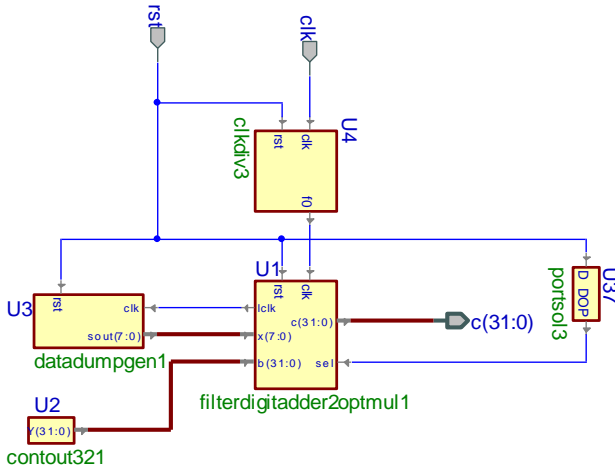 rst
clk
U4
clkdiv3
rst
clk
f0
U1
rst
clk
lclk
c(31:0)
x(7:0)
b(31:0)
sel
filterdigitadder2optmul1
c(31:0)
U37
portsol3
D DOP
U3
rst
clk
sout(7:0)
datadumpgen1
U2
Y(31:0)
contout321